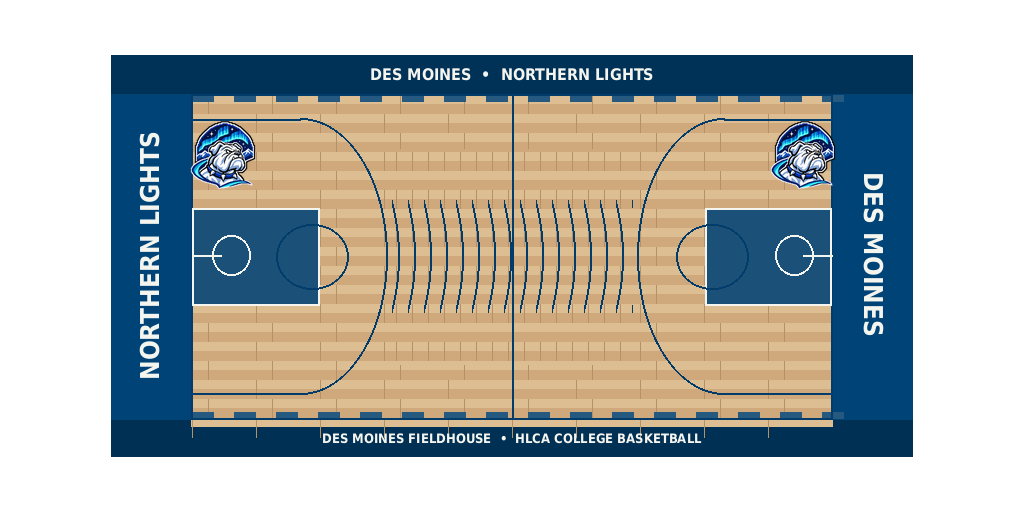 DES MOINES • NORTHERN LIGHTS
NORTHERN LIGHTS
DES MOINES
DES MOINES FIELDHOUSE • HLCA COLLEGE BASKETBALL